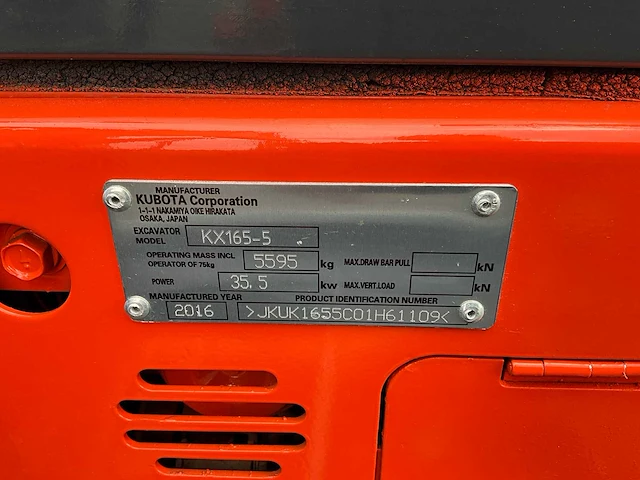 MANUFACTURER
KUBOTA Corporation
1-1-1 NAKAMIYA OIKE HIRAKATA
OSAKA, JAPAN
EXCAVATOR MODEL KX165-5
OPERATING MASS INCL OPERATOR OF 75kg 5595 kg MAX.DRAW BAR PULL kN
POWER 35.5 kw MAX.VERT.LOAD kN
MANUFACTURED YEAR PRODUCT IDENTIFICATION NUMBER
2016 >JKUK1655C01H61109<